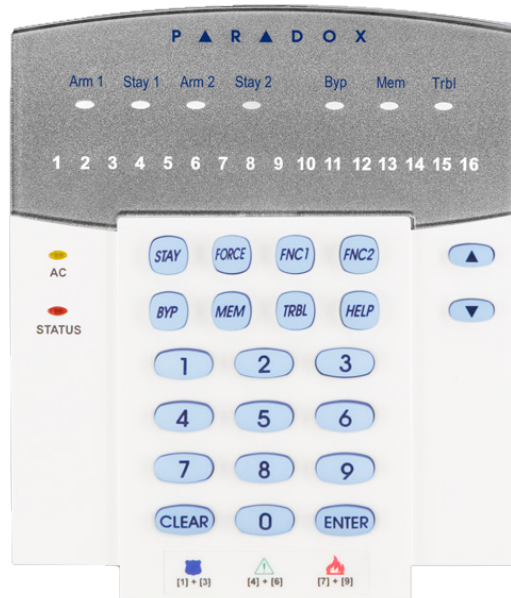 PARADOX
Arm 1 Stay 1 Arm 2 Stay 2 Byp Mem Trbl
1 2 3 4 5 6 7 8 9 10 11 12 13 14 15 16
STAY FORCE FNC1 FNC2
AC
BYP MEM TRBL HELP
STATUS
1 2 3
4 5 6
7 8 9
CLEAR 0 ENTER
[1] + [3] [4] + [6] [7] + [9]